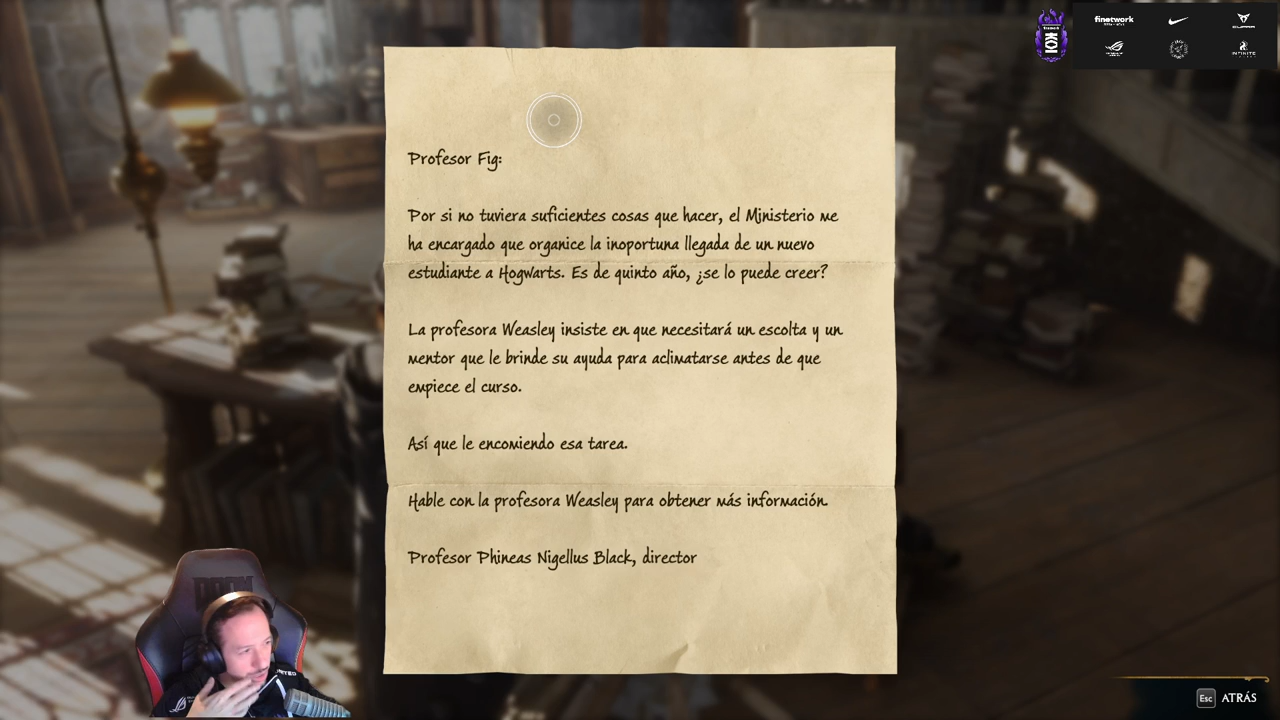 finetwork
CUPRA
KOI
INFINITE
Profesor Fig:
Por si no tuviera suficientes cosas que hacer, el Ministerio me
ha encargado que organice la inoportuna llegada de un nuevo
estudiante a Hogwarts. Es de quinto año, ¿se lo puede creer?
La profesora Weasley insiste en que necesitará un escolta y un
mentor que le brinde su ayuda para aclimatarse antes de que
empiece el curso.
Así que le encomiendo esa tarea.
Hable con la profesora Weasley para obtener más información.
Profesor Phineas Nigellus Black, director
Esc ATRÁS